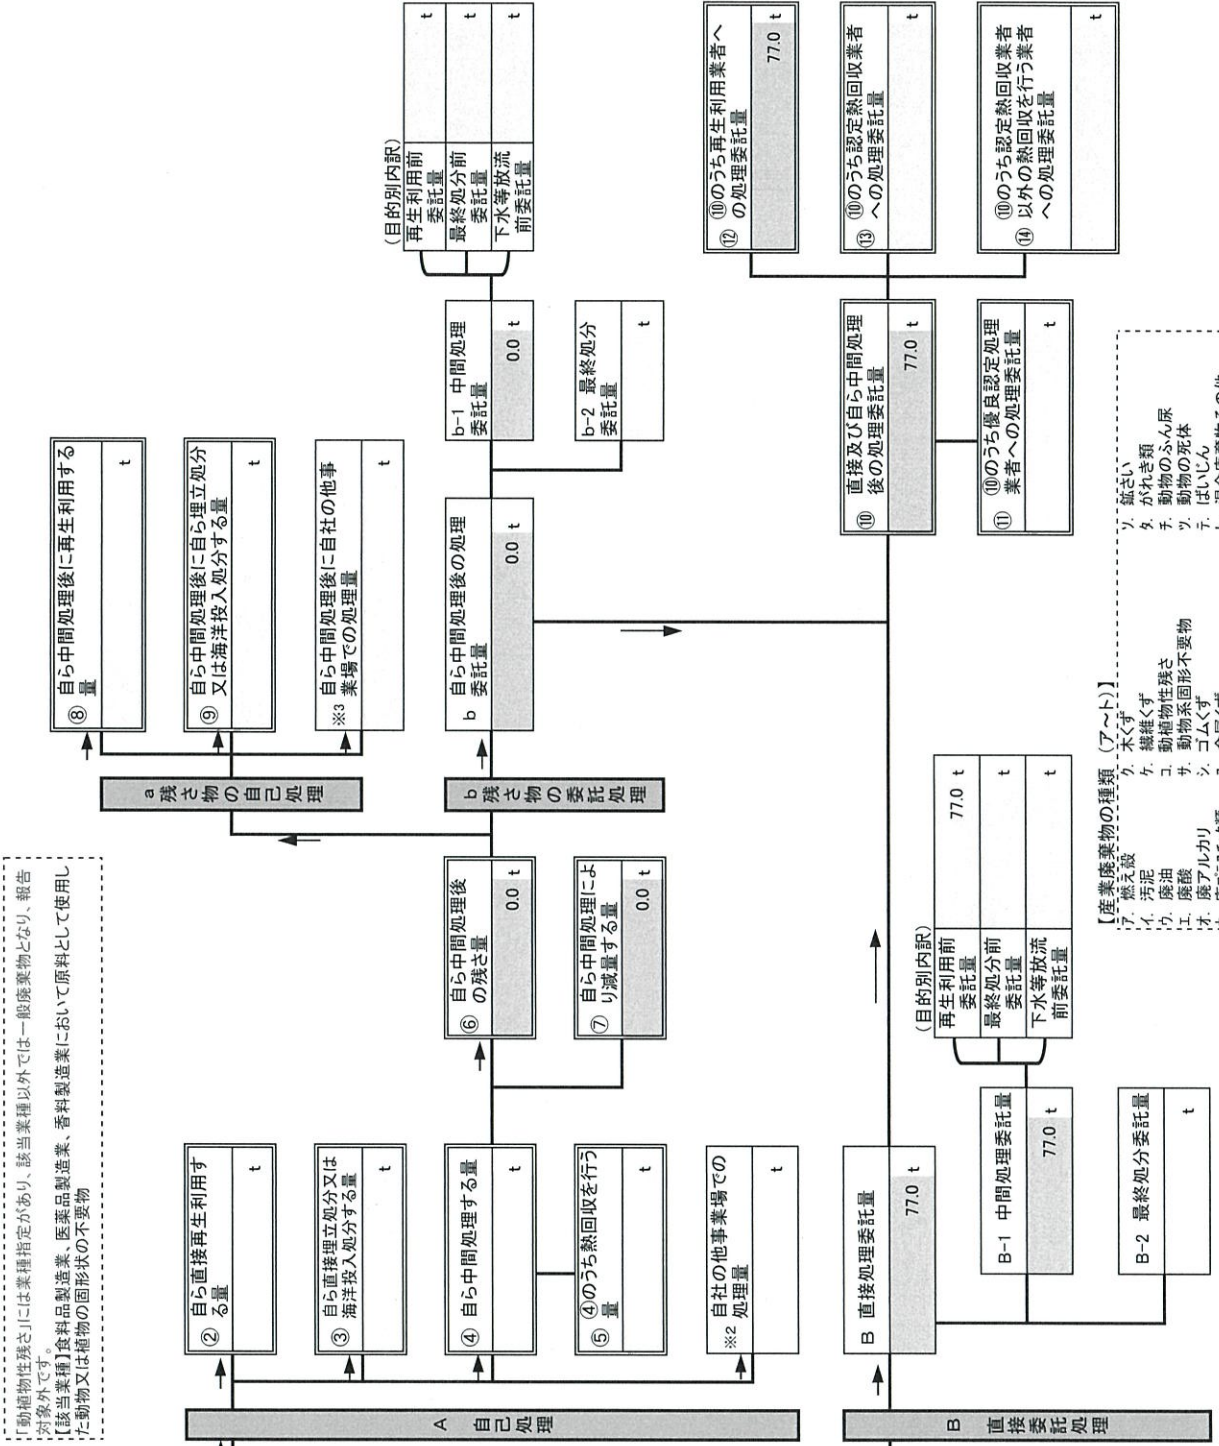 「動植物性残さ」には業種指定があり、該当業種以外では一般廃棄物となり、報告
対象外です。
【該当業種】食料品製造業、医薬品製造業、香料製造業において原料として使用し
た動物又は植物の固形状の不要物
A 自己処理
② 自ら直接再生利用す
る量
t
③ 自ら直接埋立処分又は
海洋投入処分する量
t
④ 自ら中間処理する量
t
⑤ ④のうち熱回収を行う
量
t
※2 自社の他事業場での
処理量
t
⑥ 自ら中間処理後
の残さ量
0.0 t
⑦ 自ら中間処理によ
り減量する量
0.0 t
a 残さ物の自己処理
⑧ 自ら中間処理後に再生利用する
量
t
⑨ 自ら中間処理後に自ら埋立処分
又は海洋投入処分する量
t
※3 自ら中間処理後に自社の他事
業場での処理量
t
b 残さ物の委託処理
b 自ら中間処理後の処理
委託量
0.0 t
b-1 中間処理
委託量
0.0 t
b-2 最終処分
委託量
t
(目的別内訳)
再生利用前
委託量
t
最終処分前
委託量
t
下水等放流
前委託量
t
B 直接委託処理
B 直接処理委託量
77.0 t
B-1 中間処理委託量
77.0 t
B-2 最終処分委託量
t
(目的別内訳)
再生利用前
委託量
77.0 t
最終処分前
委託量
t
下水等放流
前委託量
t
⑩ 直接及び自ら中間処理
後の処理委託量
77.0 t
⑪ ⑩のうち優良認定処理
業者への処理委託量
t
⑫ ⑩のうち再生利用業者へ
の処理委託量
77.0 t
⑬ ⑩のうち認定熱回収業者
への処理委託量
t
⑭ ⑩のうち認定熱回収業者
以外の熱回収を行う業者
への処理委託量
t
【産業廃棄物の種類 (ア~ト)】
ア. 燃え殻 ク. 木くず ソ. 鉱さい
イ. 汚泥 ケ. 繊維くず タ. がれき類
ウ. 廃油 コ. 動植物性残さ チ. 動物のふん尿
エ. 廃酸 サ. 動物系固形不要物 ツ. 動物の死体
オ. 廃アルカリ シ. ゴムくず テ. ばいじん